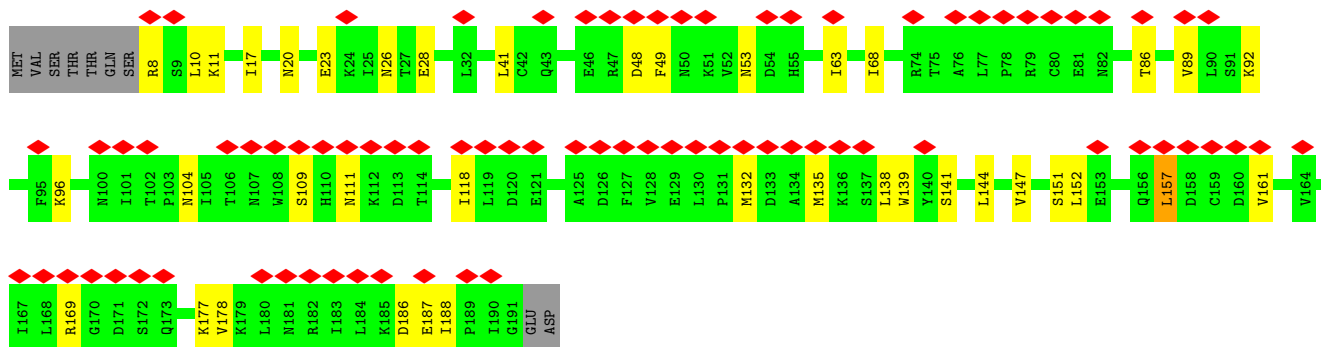 MET VAL SER THR THR GLN SER R8 S9 L10 K11 I17 N20 E23 K24 I25 N26 T27 E28 L32 L41 C42 Q43 E46 R47 D48 F49 N50 K51 V52 N53 D54 H55 I63 I68 R74 T75 A76 L77 P78 R79 C80 E81 N82 T86 V89 L90 S91 K92
F95 K96 N100 I101 T102 P103 N104 I105 T106 N107 W108 S109 H110 N111 K112 D113 T114 I118 L119 D120 E121 A125 D126 F127 V128 E129 L130 P131 M132 D133 A134 M135 K136 S137 L138 W139 Y140 S141 L144 V147 S151 L152 E153 Q156 L157 D158 C159 D160 V161 V164
I167 L168 R169 G170 D171 S172 Q173 K177 V178 K179 L180 N181 R182 I183 L184 K185 D186 E187 I188 P189 I190 G191 GLU ASP